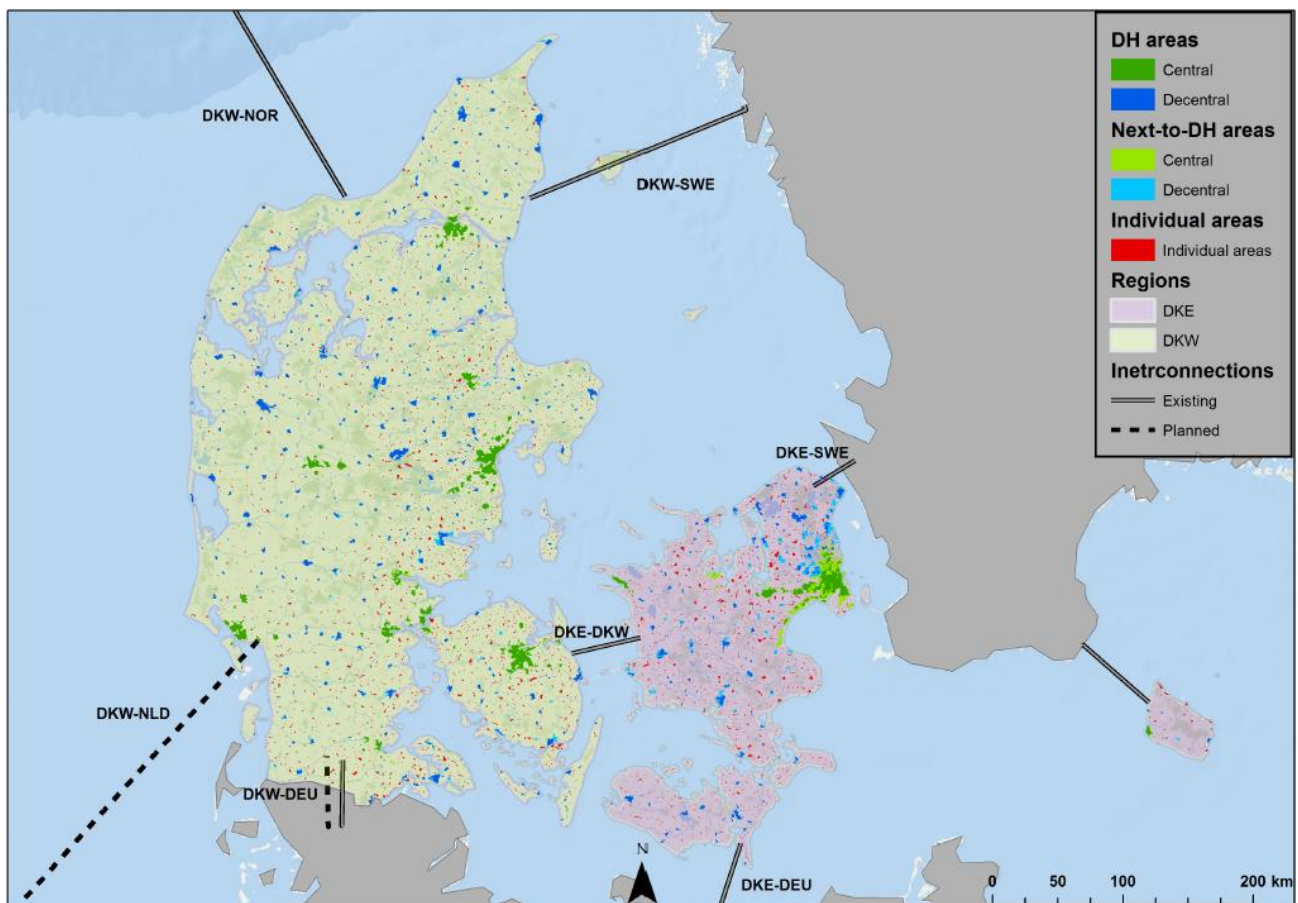 DH areas
Central
Decentral
Next-to-DH areas
Central
Decentral
Individual areas
Individual areas
Regions
DKE
DKW
Inetrconnections
Existing
Planned
DKW-NOR
DKW-SWE
DKE-SWE
DKE-DKW
DKW-NLD
DKW-DEU
DKE-DEU
N
0 50 100 200 km